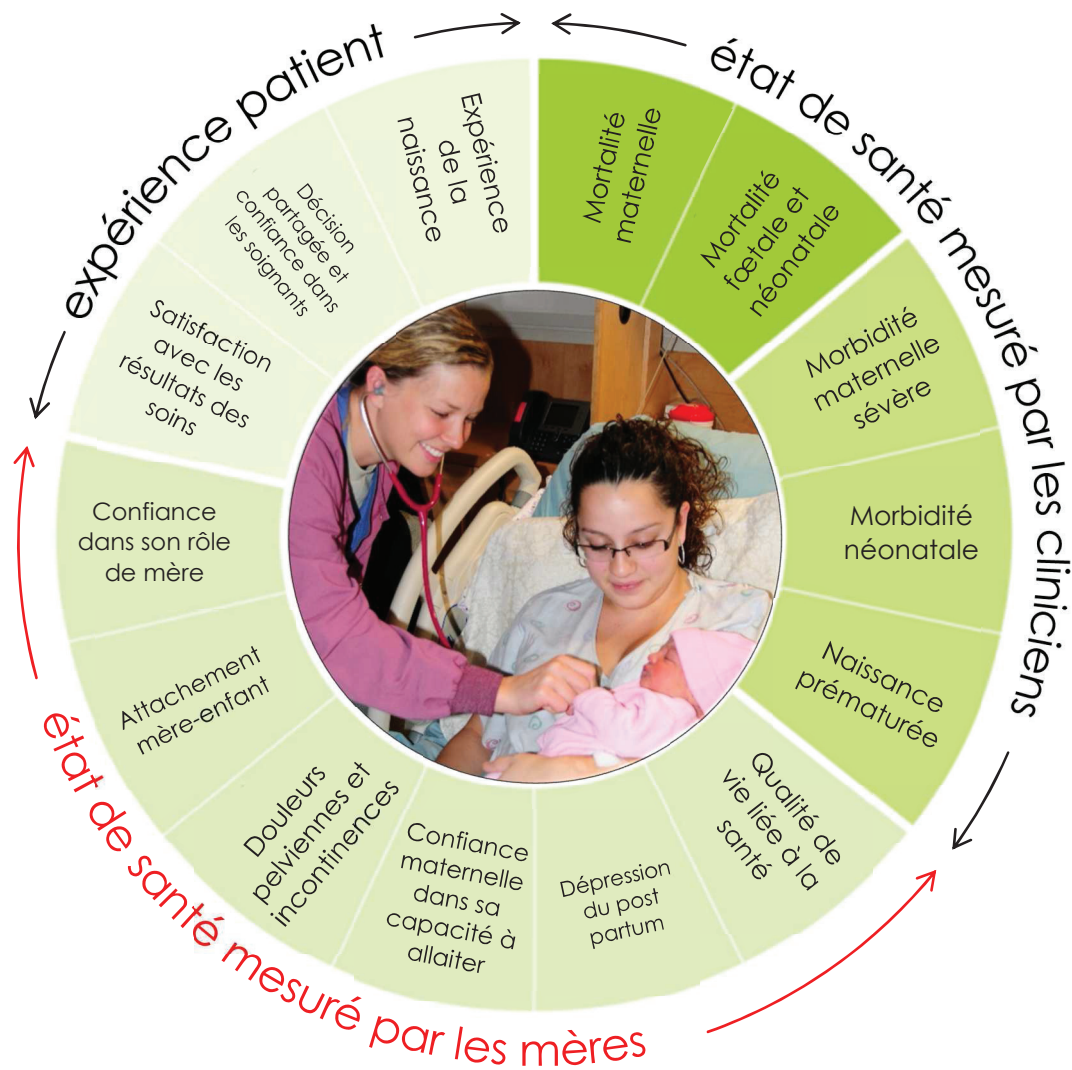 expérience patient
état de santé mesuré par les cliniciens
état de santé mesuré par les mères
Mortalité
maternelle
Mortalité
fœtale et
néonatale
Morbidité
maternelle
sévère
Morbidité
néonatale
Naissance
prématurée
Qualité de
vie liée à la
santé
Dépression
du post
partum
Confiance
maternelle
dans sa
capacité à
allaiter
Douleurs
pelviennes et
incontinences
Attachement
mère-enfant
Confiance
dans son rôle
de mère
Satisfaction
avec les
résultats des
soins
Décision
partagée et
confiance dans
les soignants
Expérience
de la
naissance